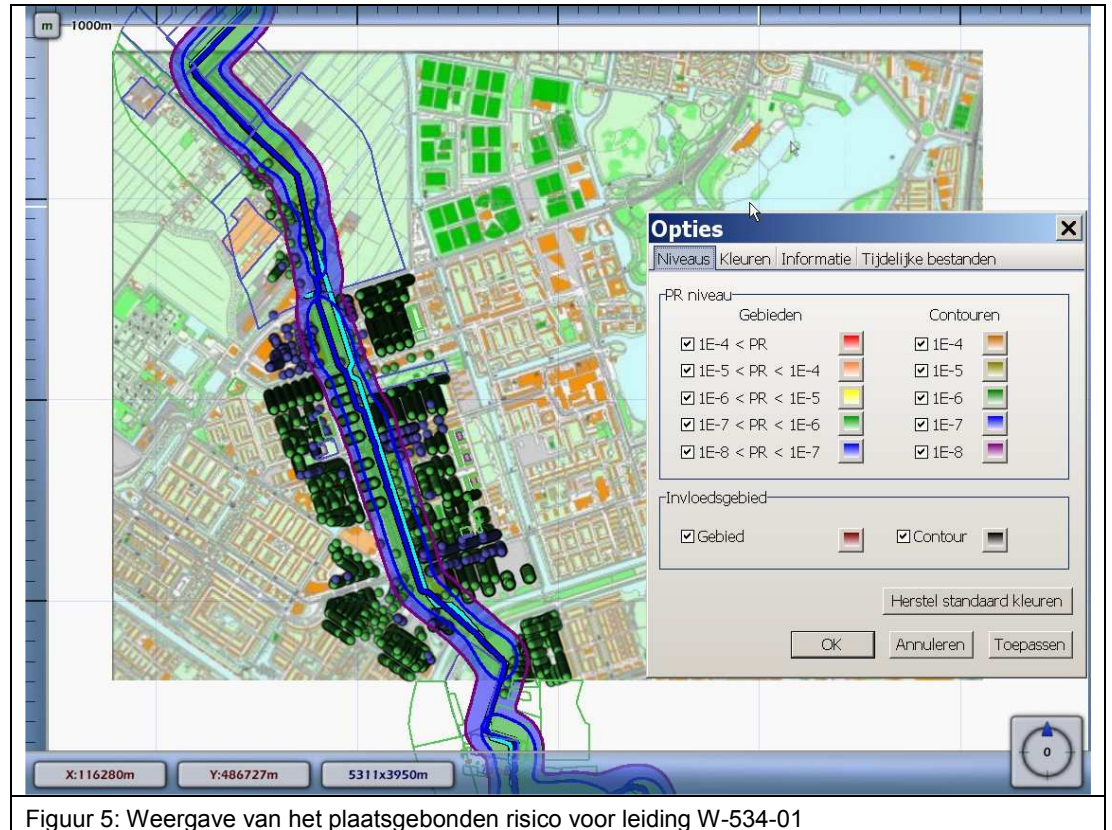 m
1000m
Opties
Niveaus Kleuren Informatie Tijdelijke bestanden
PR niveau
Gebieden Contouren
1E-4 < PR 1E-4
1E-5 < PR < 1E-4 1E-5
1E-6 < PR < 1E-5 1E-6
1E-7 < PR < 1E-6 1E-7
1E-8 < PR < 1E-7 1E-8
Invloedsgebied
Gebied Contour
Herstel standaard kleuren
OK Annuleren Toepassen
0
X:116280m Y:486727m 5311x3950m
Figuur 5: Weergave van het plaatsgebonden risico voor leiding W-534-01